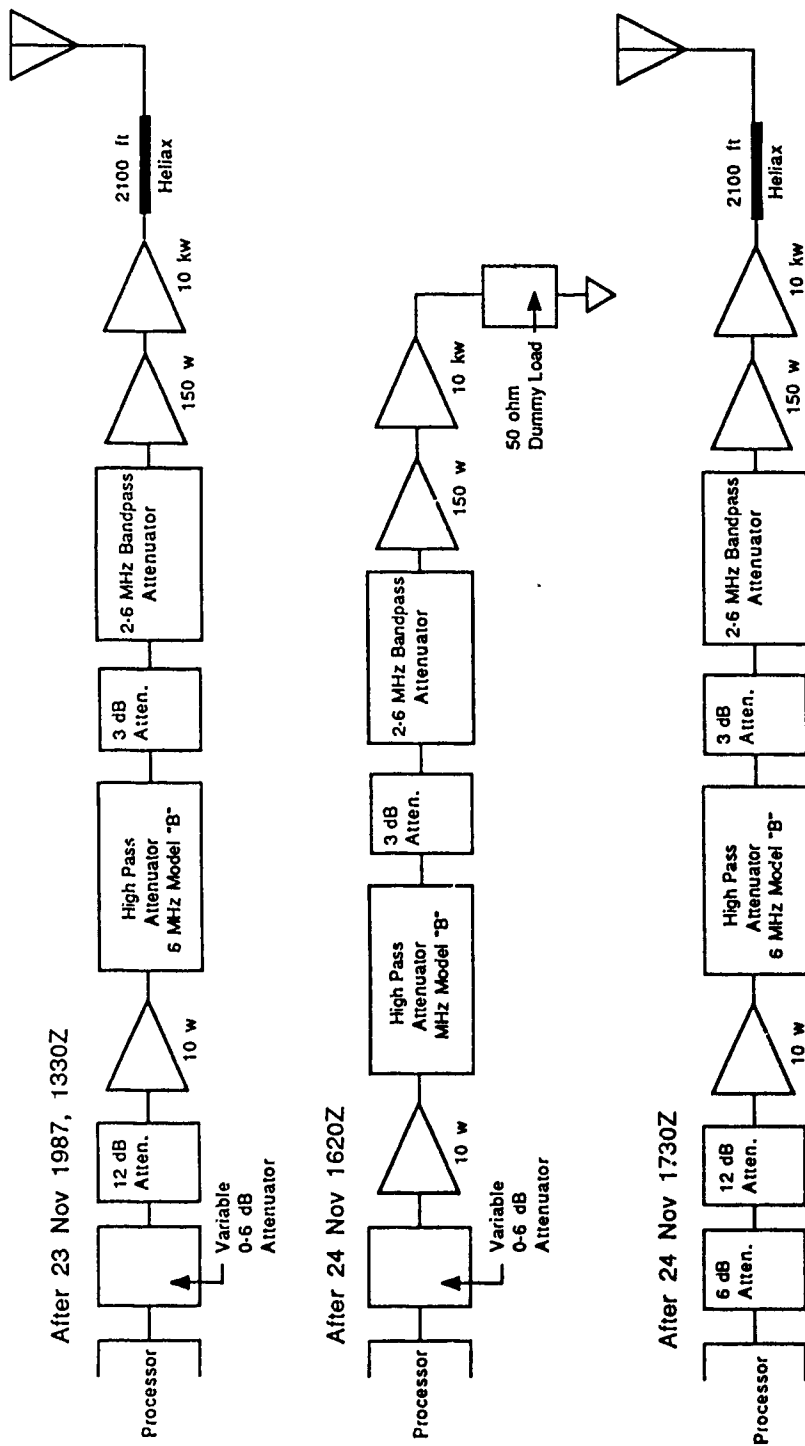 After 23 Nov 1987, 1330Z
Processor
Variable
0-6 dB
Attenuator
12 dB
Atten.
10 w
High Pass
Attenuator
6 MHz Model "B"
3 dB
Atten.
2-6 MHz Bandpass
Attenuator
150 w
10 kw
2100 ft
Heliax
After 24 Nov 1620Z
Processor
Variable
0-6 dB
Attenuator
10 w
High Pass
Attenuator
MHz Model "B"
3 dB
Atten.
2-6 MHz Bandpass
Attenuator
150 w
10 kw
50 ohm
Dummy Load
After 24 Nov 1730Z
Processor
6 dB
Atten.
12 dB
Atten.
10 w
High Pass
Attenuator
6 MHz Model "B"
3 dB
Atten.
2-6 MHz Bandpass
Attenuator
150 w
10 kw
2100 ft
Heliax